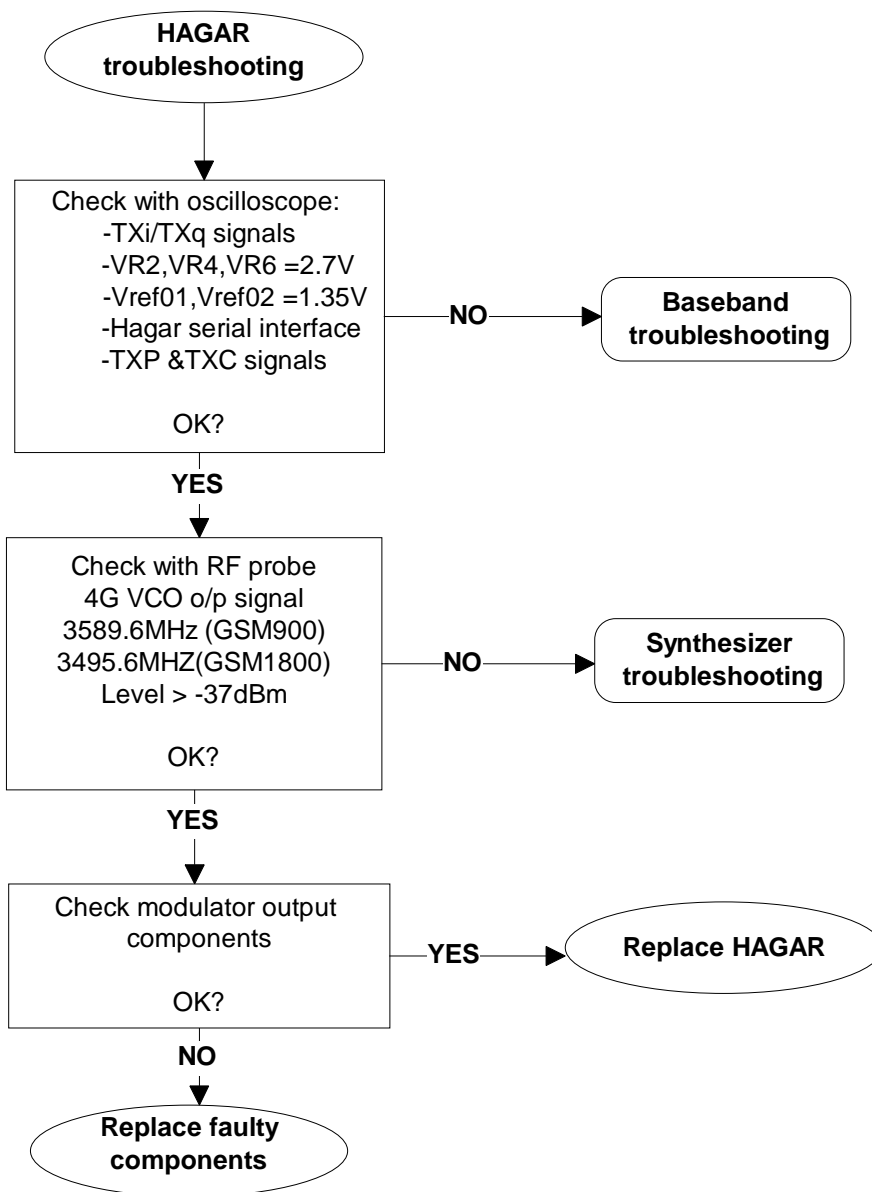 HAGAR
troubleshooting
Check with oscilloscope:
-TXi/TXq signals
-VR2,VR4,VR6 =2.7V
-Vref01,Vref02 =1.35V
-Hagar serial interface
-TXP &TXC signals
OK?
NO
Baseband
troubleshooting
YES
Check with RF probe
4G VCO o/p signal
3589.6MHz (GSM900)
3495.6MHZ(GSM1800)
Level > -37dBm
OK?
NO
Synthesizer
troubleshooting
YES
Check modulator output
components
OK?
YES
Replace HAGAR
NO
Replace faulty
components